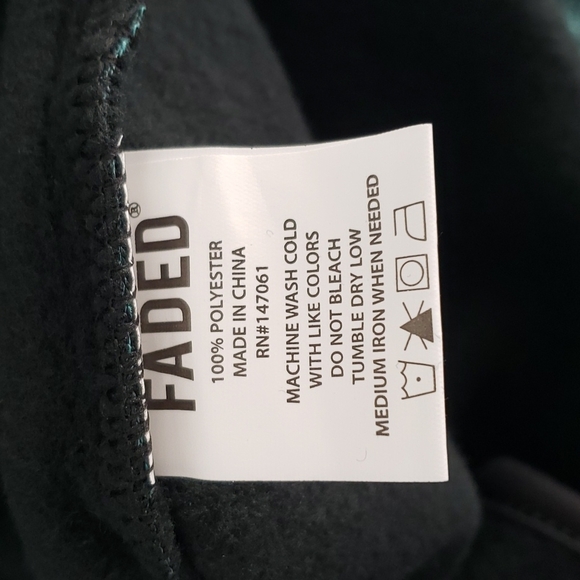 FADED®
100% POLYESTER
MADE IN CHINA
RN#147061
MACHINE WASH COLD
WITH LIKE COLORS
DO NOT BLEACH
TUMBLE DRY LOW
MEDIUM IRON WHEN NEEDED